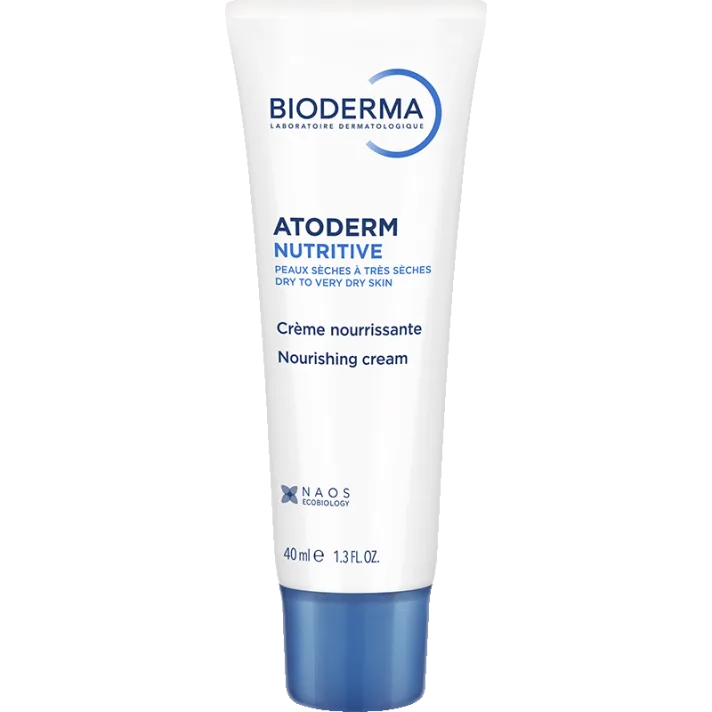 BIODERMA
LABORATOIRE DERMATOLOGIQUE
ATODERM
NUTRITIVE
PEAUX SÈCHES À TRÈS SÈCHES
DRY TO VERY DRY SKIN
Crème nourrissante
Nourishing cream
NAOS
ECOBIOLOGY
40 ml ℮ 1.3 FL. OZ.